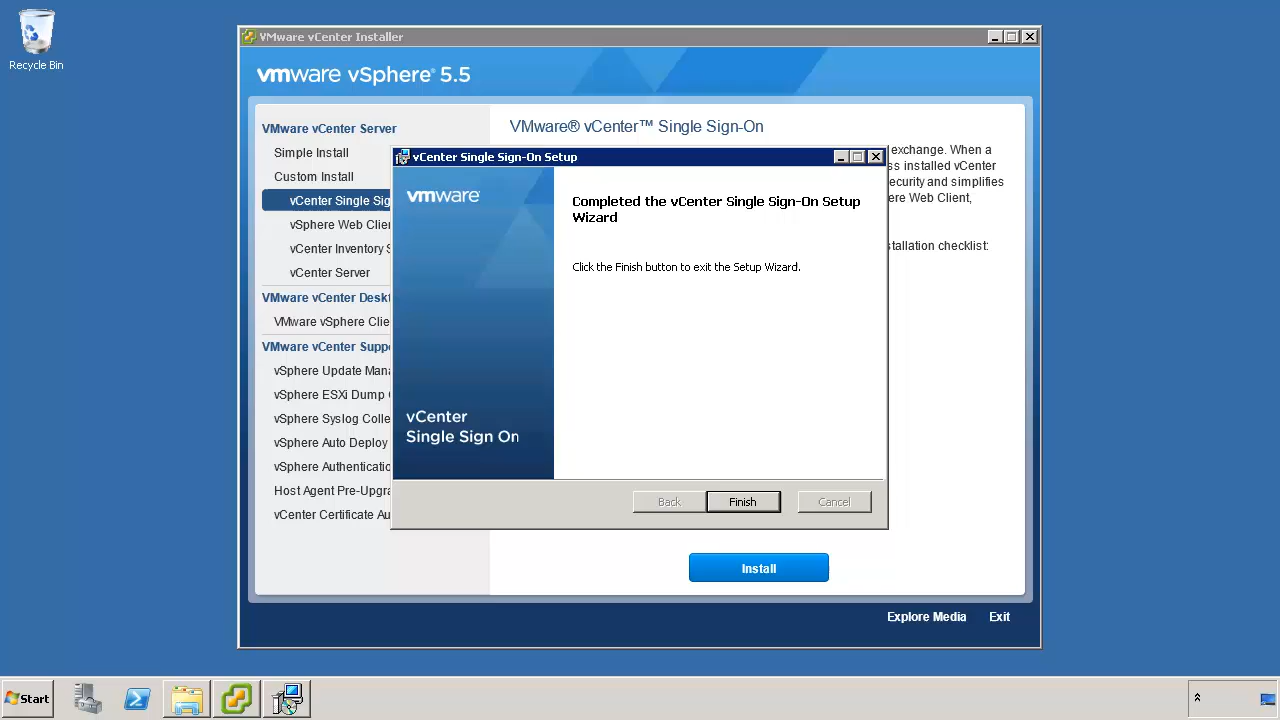 Recycle Bin
VMware vCenter Installer
vmware vSphere® 5.5
VMware vCenter Server
Simple Install
Custom Install
vCenter Single Sig
vSphere Web Clie
vCenter Inventory S
vCenter Server
VMware vCenter Deskt
VMware vSphere Clie
VMware vCenter Suppo
vSphere Update Mana
vSphere ESXi Dump
vSphere Syslog Colle
vSphere Auto Deploy
vSphere Authenticatio
Host Agent Pre-Upgra
vCenter Certificate Au
VMware® vCenter™ Single Sign-On
exchange. When a
ss installed vCenter
ecurity and simplifies
ere Web Client,
stallation checklist:
vCenter Single Sign-On Setup
vmware
vCenter
Single Sign On
Completed the vCenter Single Sign-On Setup
Wizard
Click the Finish button to exit the Setup Wizard.
Back
Finish
Cancel
Install
Explore Media
Exit
Start